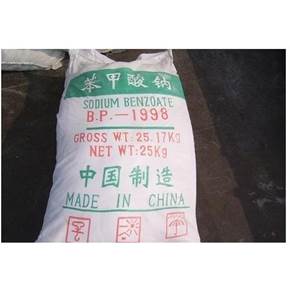 苯甲酸钠
SODIUM BENZOATE
B.P.—1998
GROSS WT: 25.17KG
NET WT: 25KG
中国制造
MADE IN CHINA